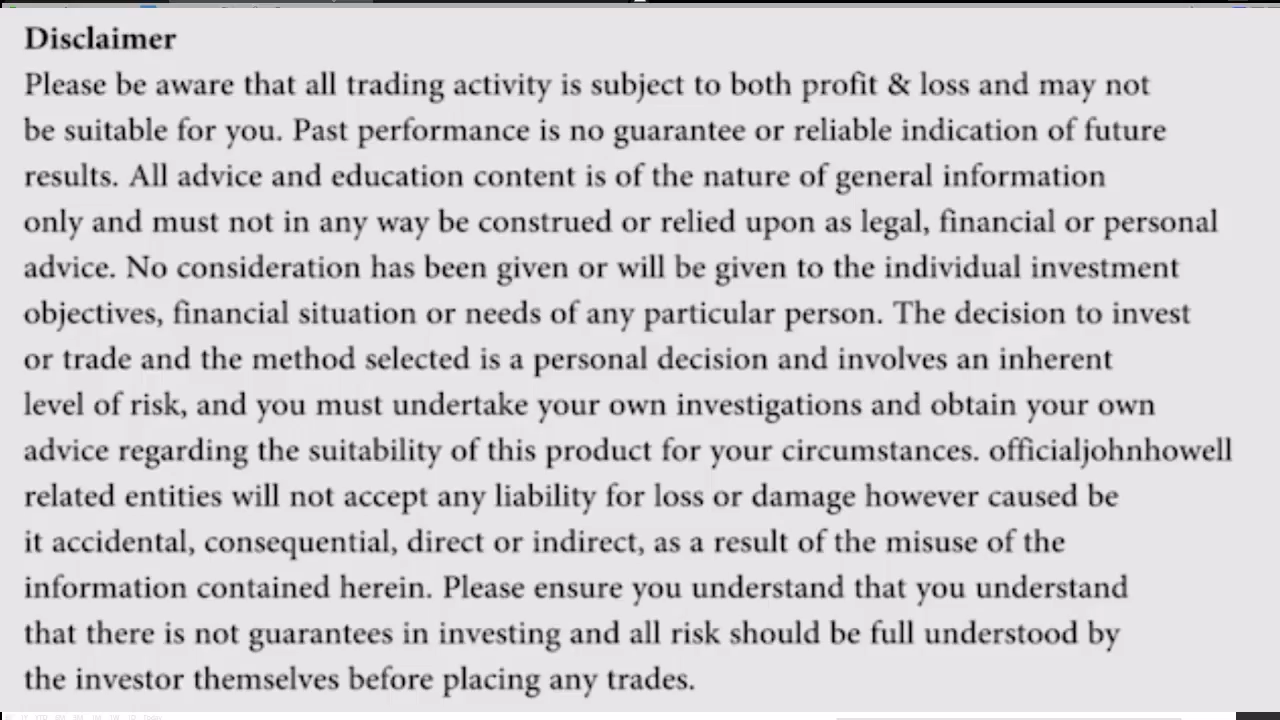 Disclaimer
Please be aware that all trading activity is subject to both profit & loss and may not
be suitable for you. Past performance is no guarantee or reliable indication of future
results. All advice and education content is of the nature of general information
only and must not in any way be construed or relied upon as legal, financial or personal
advice. No consideration has been given or will be given to the individual investment
objectives, financial situation or needs of any particular person. The decision to invest
or trade and the method selected is a personal decision and involves an inherent
level of risk, and you must undertake your own investigations and obtain your own
advice regarding the suitability of this product for your circumstances. officialjohnhowell
related entities will not accept any liability for loss or damage however caused be
it accidental, consequential, direct or indirect, as a result of the misuse of the
information contained herein. Please ensure you understand that you understand
that there is not guarantees in investing and all risk should be full understood by
the investor themselves before placing any trades.